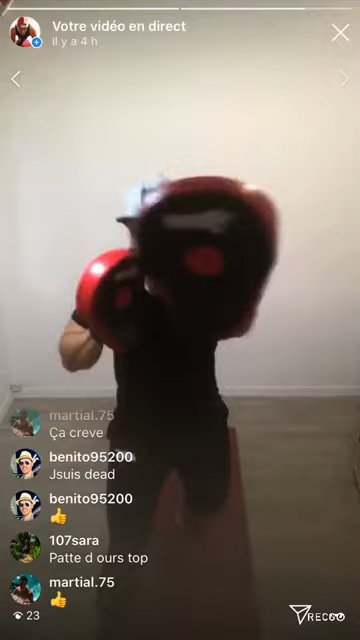 Votre vidéo en direct
Il y a 4 h
martial.75
Ça creve
benito95200
Jsuis dead
benito95200
107sara
Patte d ours top
martial.75
23
RECGO